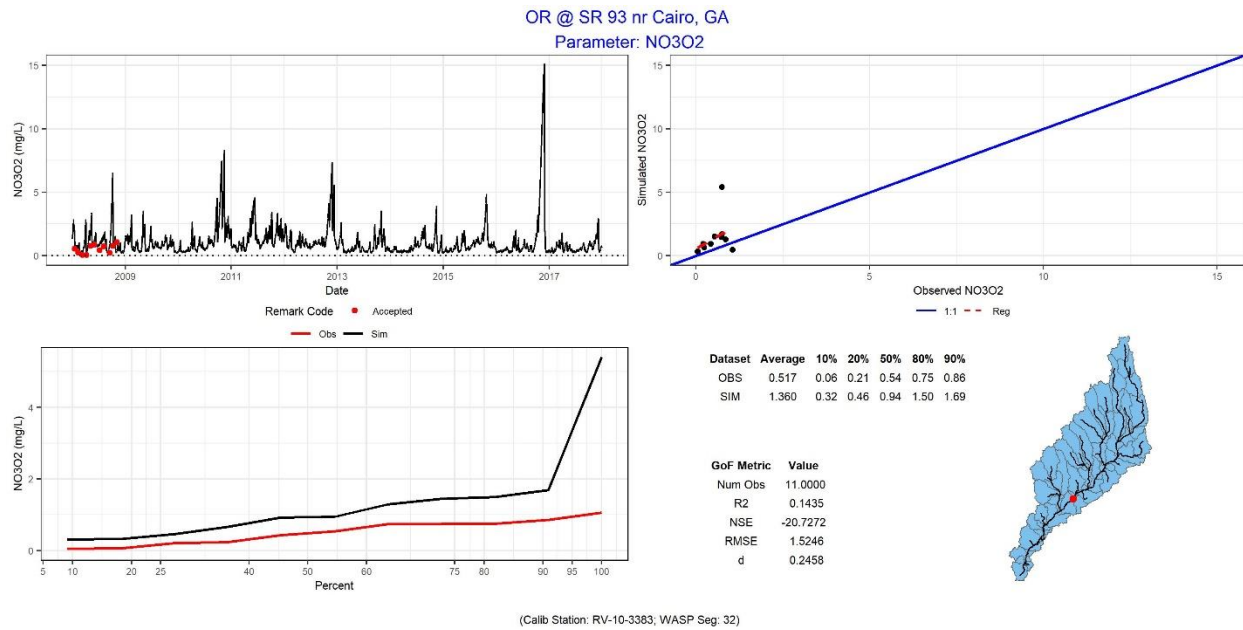 OR @ SR 93 nr Cairo, GA
Parameter: NO3O2
NO3O2 (mg/L)
15
10
5
0
2009 2011 2013 2015 2017
Date
Remark Code Accepted
Obs Sim
Simulated NO3O2
15
10
5
0
0 5 10 15
Observed NO3O2
1:1 Reg
NO3O2 (mg/L)
4
2
0
5 10 20 25 40 50 60 75 80 90 95 100
Percent
Dataset Average 10% 20% 50% 80% 90%
OBS 0.517 0.06 0.21 0.54 0.75 0.86
SIM 1.360 0.32 0.46 0.94 1.50 1.69
GoF Metric Value
Num Obs 11.0000
R2 0.1435
NSE -20.7272
RMSE 1.5246
d 0.2458
(Calib Station: RV-10-3383; WASP Seg: 32)